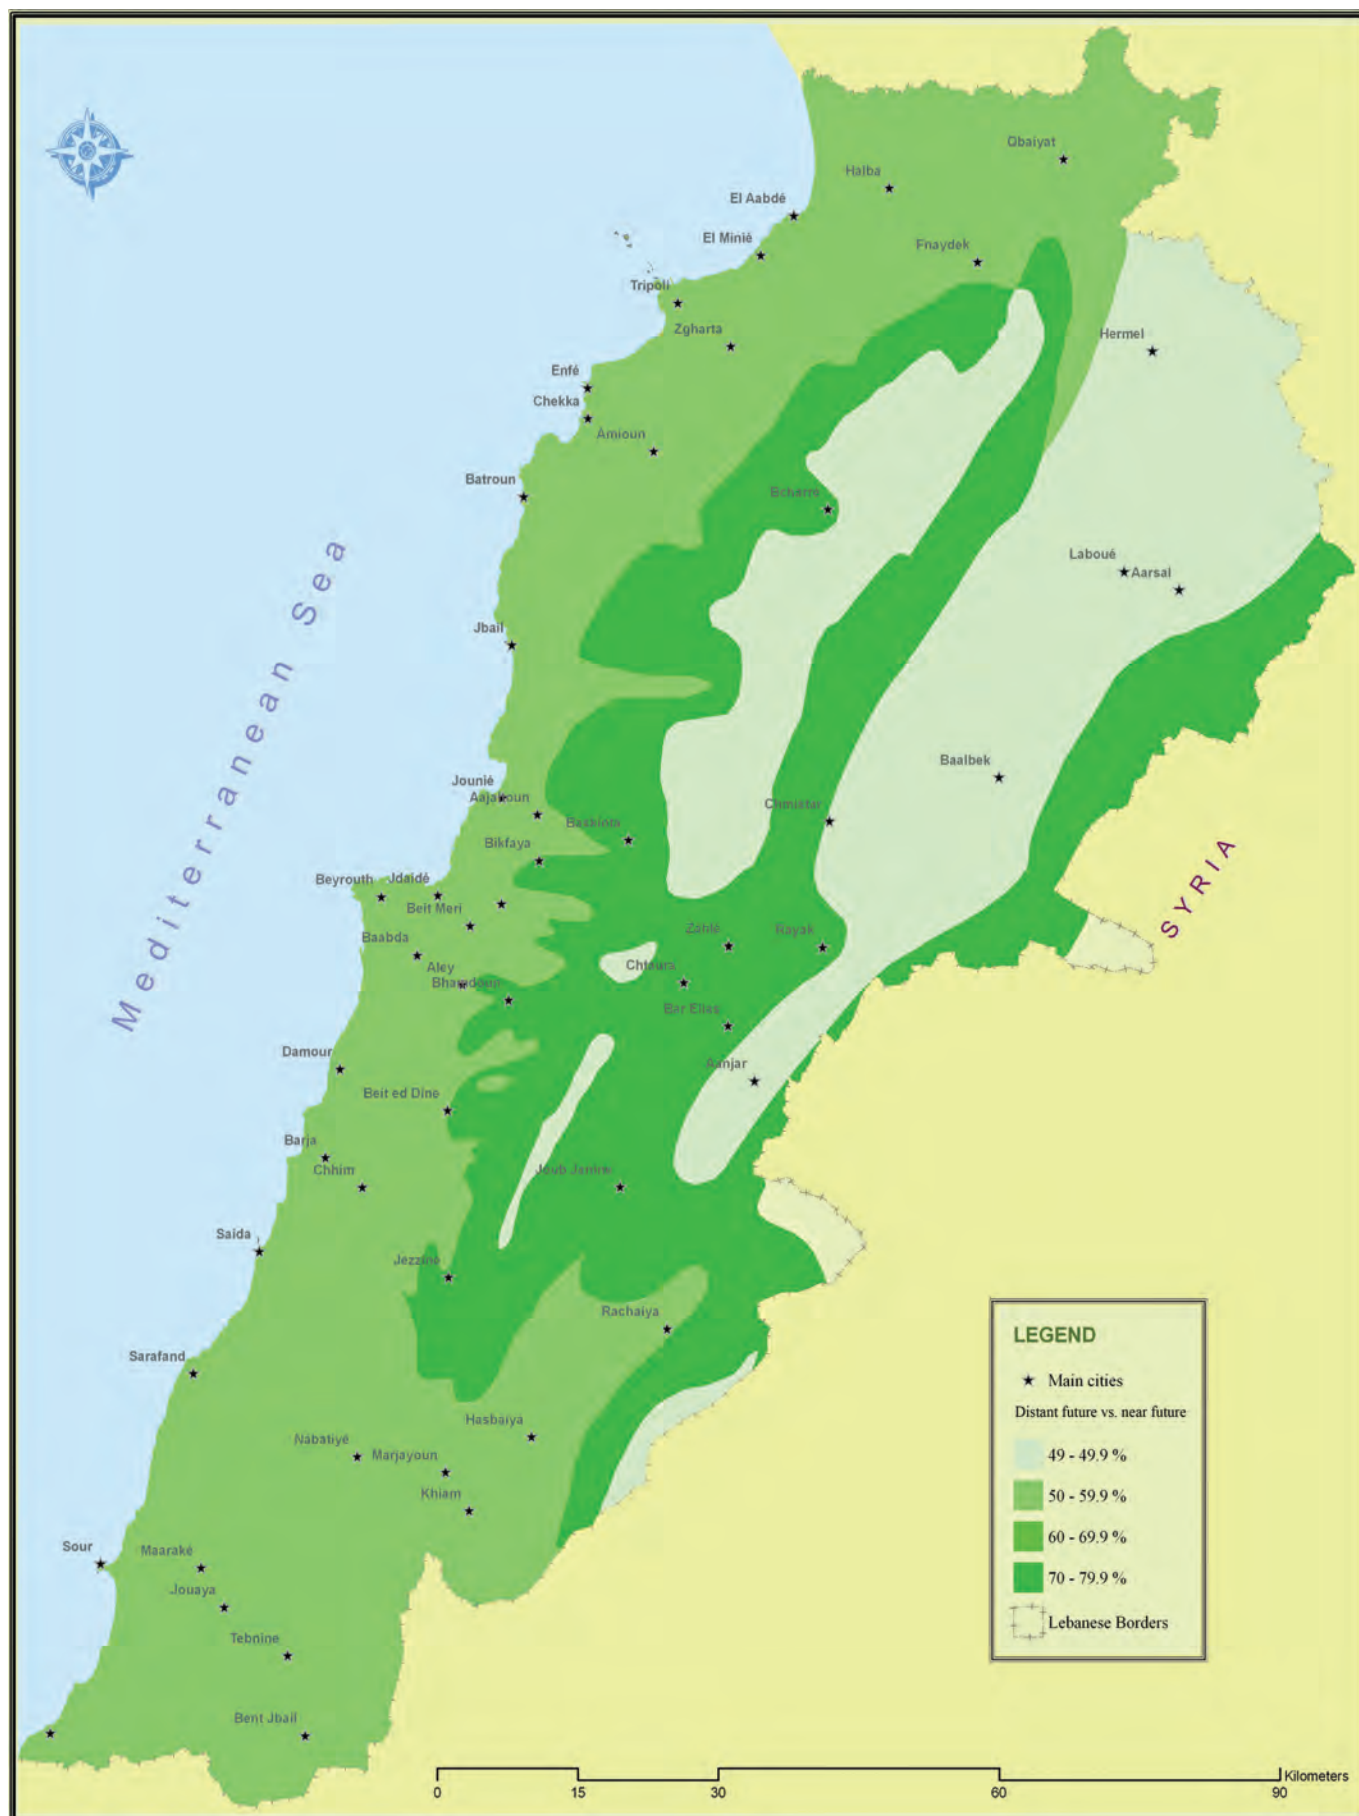 Qbaiyat
Halba
El Aabdé
El Minié
Fnaydek
Tripoli
Zgharta
Hermel
Enfé
Chekka
Amioun
Batroun
Bcharre
Laboué
Aarsal
Mediterranean Sea
Jbail
Baalbek
Jounié
Aajaltoun
Chmistar
Baskinta
Bikfaya
SYRIA
Beyrouth
Jdaidé
Beit Meri
Baabda
Zahlé
Rayak
Aley
Bhamdoun
Chtaura
Bar Elias
Damour
Aanjar
Beit ed Dine
Barja
Chhim
Joub Janine
Saida
Jezzine
Rachaiya
LEGEND
Main cities
Distant future vs. near future
49 - 49.9 %
50 - 59.9 %
60 - 69.9 %
70 - 79.9 %
Lebanese Borders
Sarafand
Hasbaiya
Nabatiyé
Marjayoun
Khiam
Sour
Maaraké
Jouaya
Tebnine
Bent Jbail
Kilometers
0 15 30 60 90